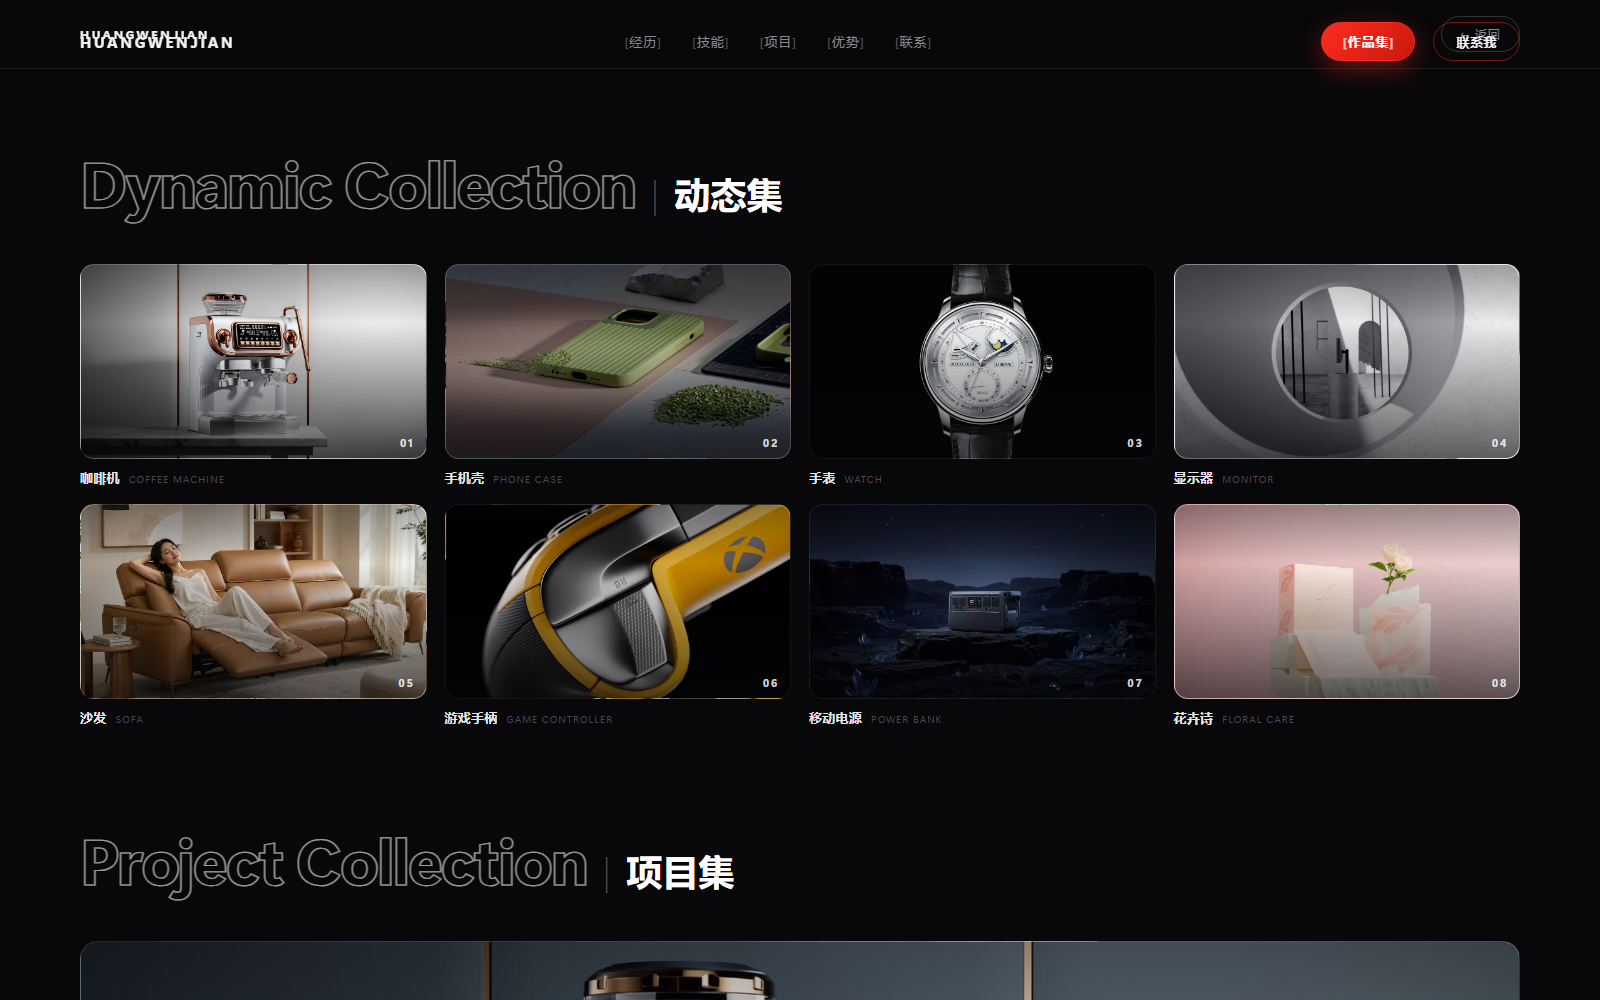 HUANGWENJIAN
HUANGWENJIAN
[经历] [技能] [项目] [优势] [联系]
[作品集]
返回
联系我
Dynamic Collection | 动态集
01
02
03
04
咖啡机 COFFEE MACHINE
手机壳 PHONE CASE
手表 WATCH
显示器 MONITOR
05
06
07
08
沙发 SOFA
游戏手柄 GAME CONTROLLER
移动电源 POWER BANK
花卉诗 FLORAL CARE
Project Collection | 项目集